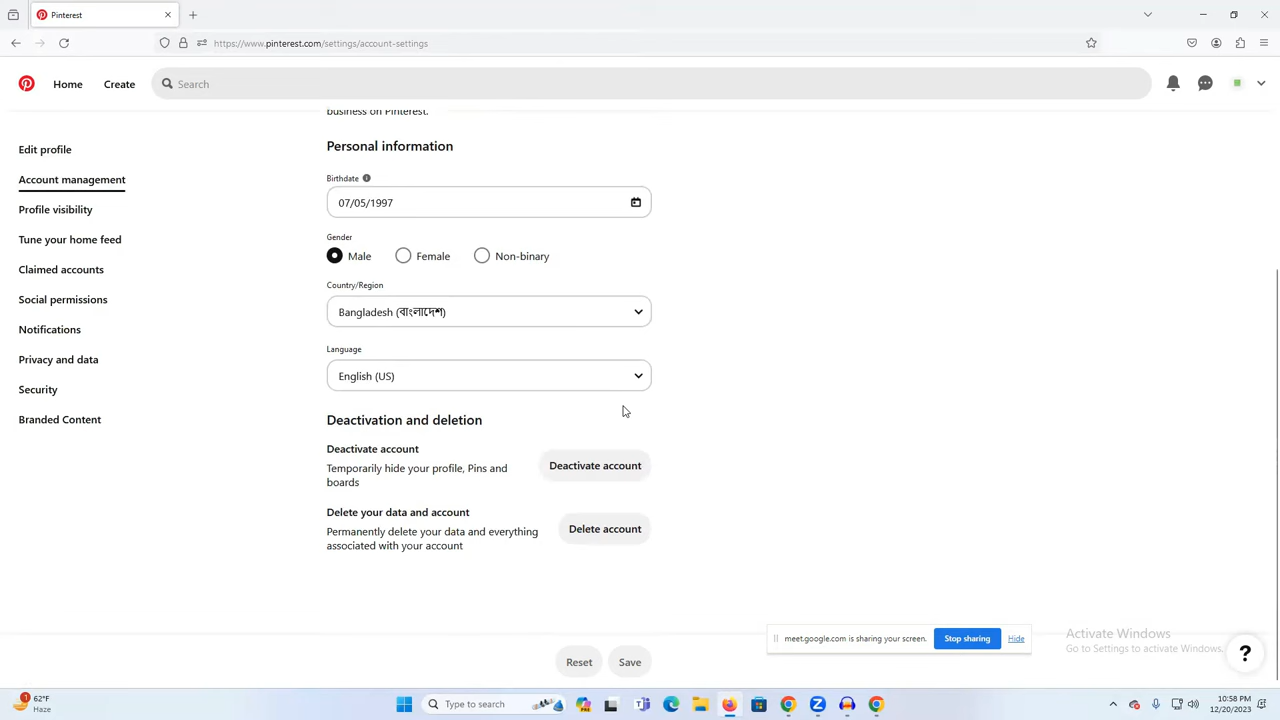 Pinterest
https://www.pinterest.com/settings/account-settings
Home
Create
Search
business on Pinterest.
Edit profile
Account management
Profile visibility
Tune your home feed
Claimed accounts
Social permissions
Notifications
Privacy and data
Security
Branded Content
Personal information
Birthdate
07/05/1997
Gender
Male
Female
Non-binary
Country/Region
Bangladesh (বাংলাদেশ)
Language
English (US)
Deactivation and deletion
Deactivate account
Temporarily hide your profile, Pins and
boards
Deactivate account
Delete your data and account
Permanently delete your data and everything
associated with your account
Delete account
meet.google.com is sharing your screen.
Stop sharing
Hide
Activate Windows
Go to Settings to activate Windows.
?
Reset
Save
1
62°F
Haze
Type to search
10:58 PM
12/20/2023